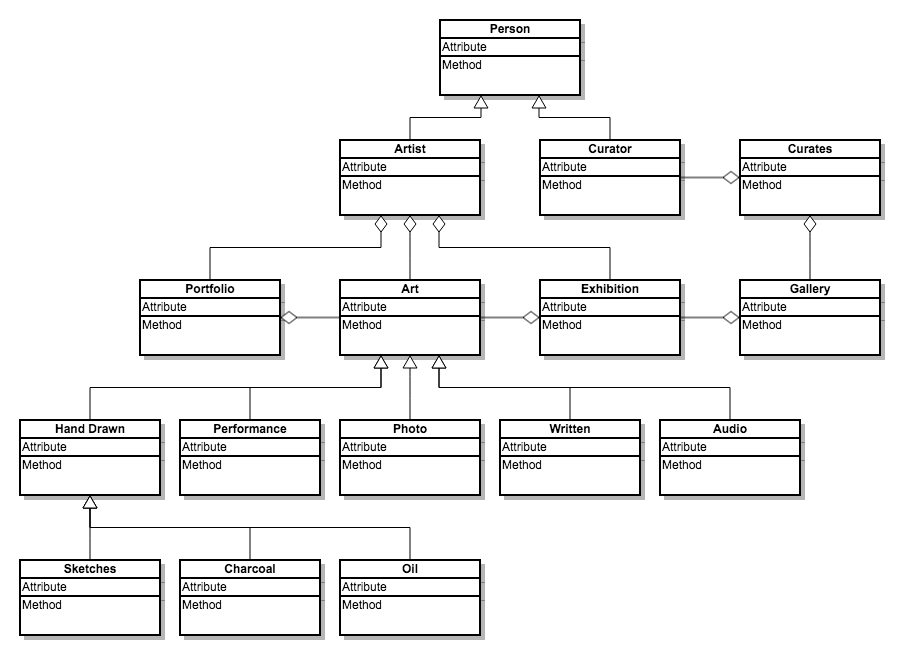 Person
Attribute
Method
Artist
Attribute
Method
Curator
Attribute
Method
Curates
Attribute
Method
Portfolio
Attribute
Method
Art
Attribute
Method
Exhibition
Attribute
Method
Gallery
Attribute
Method
Hand Drawn
Attribute
Method
Performance
Attribute
Method
Photo
Attribute
Method
Written
Attribute
Method
Audio
Attribute
Method
Sketches
Attribute
Method
Charcoal
Attribute
Method
Oil
Attribute
Method